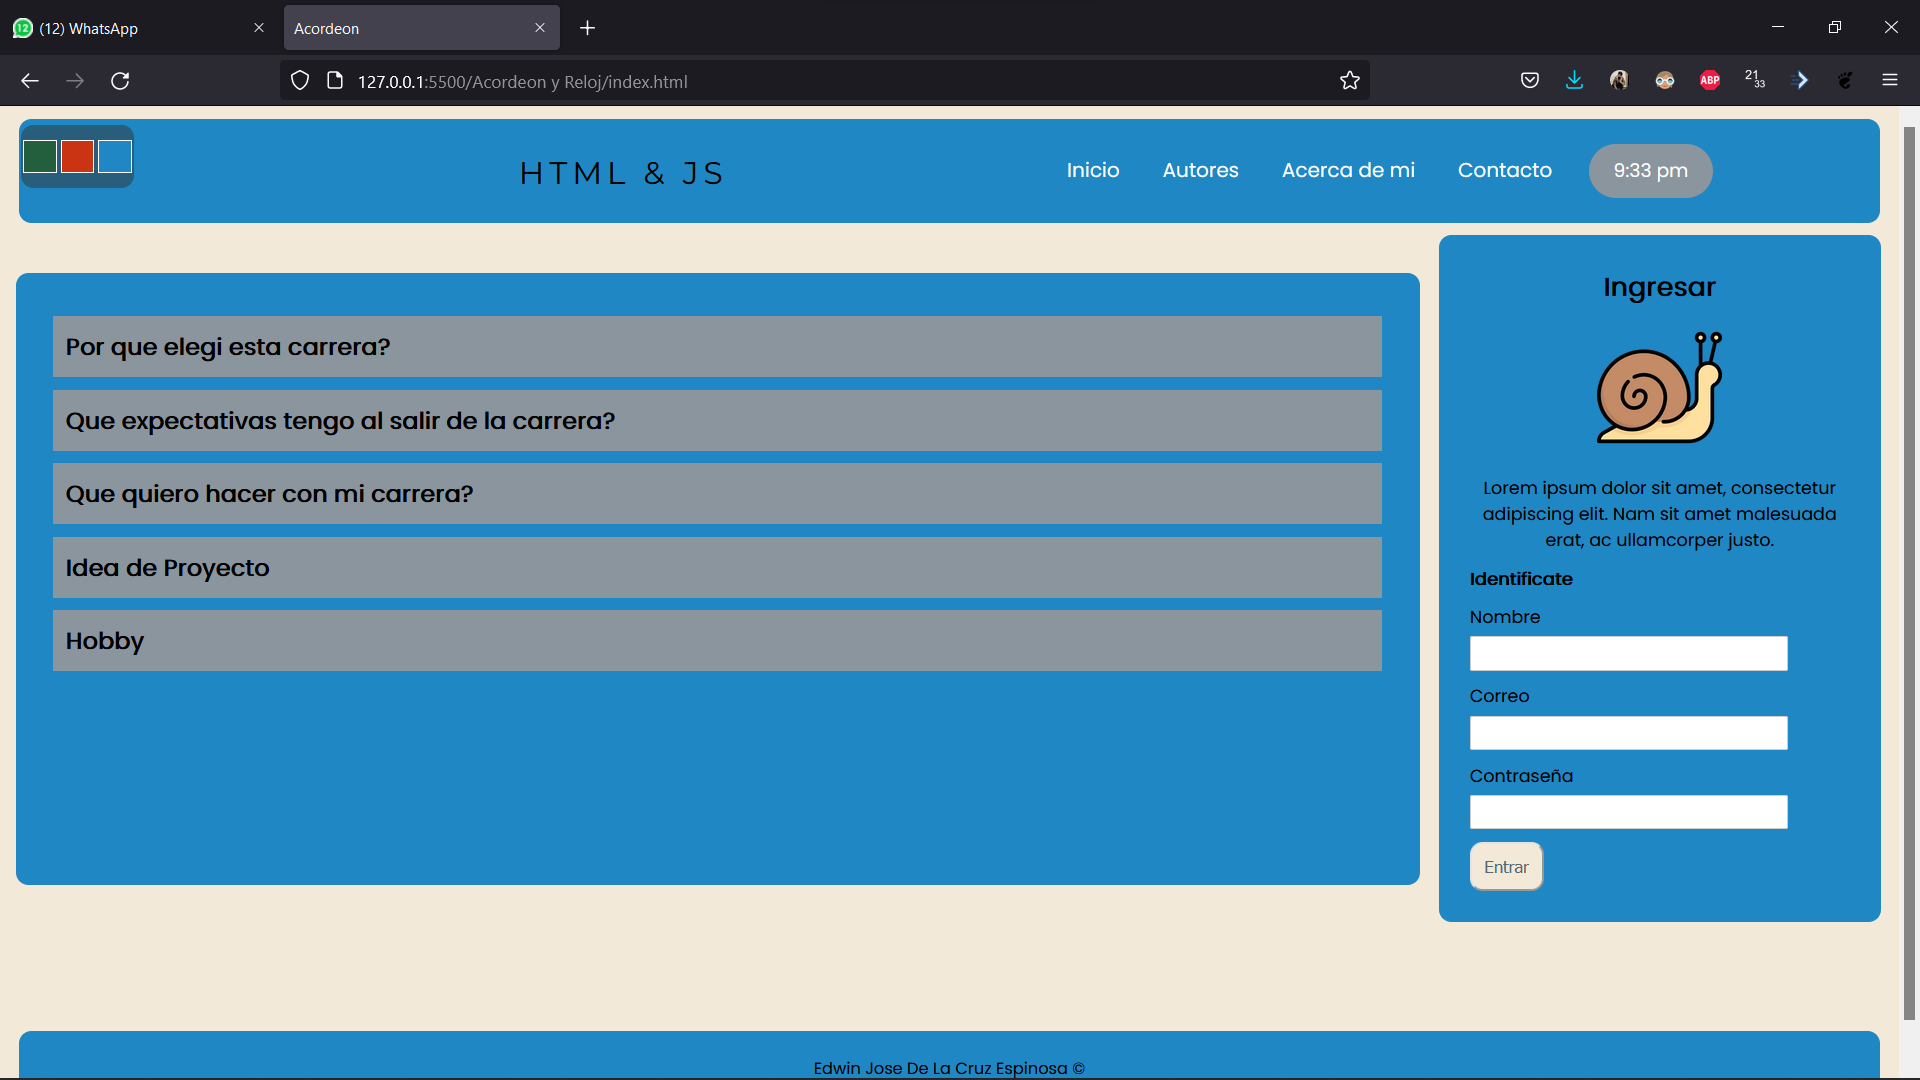 (12) WhatsApp
Acordeon
127.0.0.1:5500/Acordeon y Reloj/index.html
ABP
21
33
HTML & JS
Inicio
Autores
Acerca de mi
Contacto
9:33 pm
Por que elegi esta carrera?
Que expectativas tengo al salir de la carrera?
Que quiero hacer con mi carrera?
Idea de Proyecto
Hobby
Ingresar
Lorem ipsum dolor sit amet, consectetur
adipiscing elit. Nam sit amet malesuada
erat, ac ullamcorper justo.
Identificate
Nombre
Correo
Contraseña
Entrar
Edwin Jose De La Cruz Espinosa ©